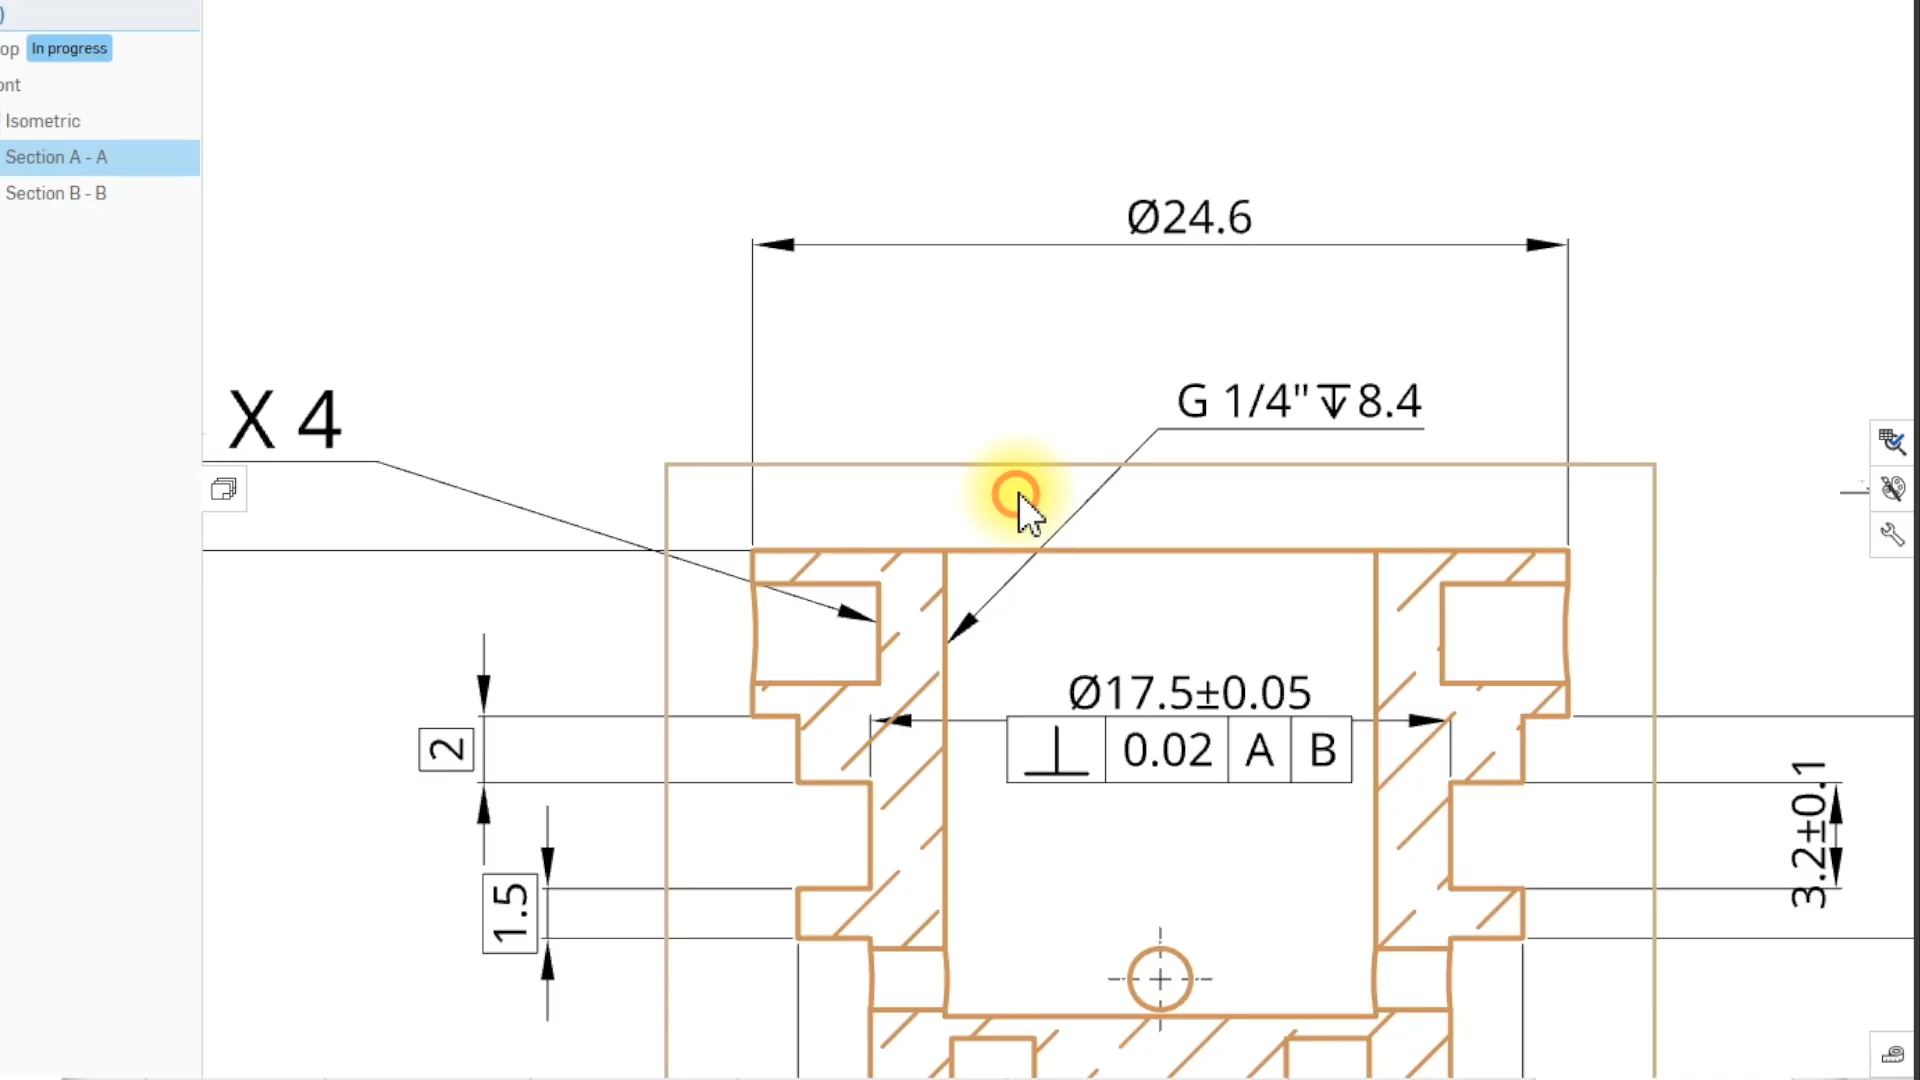 )
op In progress
ont
Isometric
Section A - A
Section B - B
Ø24.6
X 4
G 1/4"↧8.4
Ø17.5±0.05
⊥ 0.02 A B
2
1.5
3.2±0.1